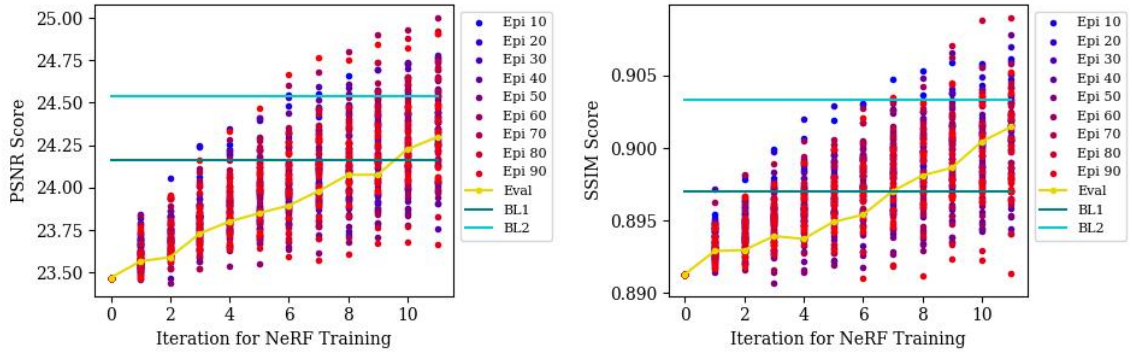 PSNR Score
25.00
24.75
24.50
24.25
24.00
23.75
23.50
0 2 4 6 8 10
Iteration for NeRF Training
Epi 10
Epi 20
Epi 30
Epi 40
Epi 50
Epi 60
Epi 70
Epi 80
Epi 90
Eval
BL1
BL2
SSIM Score
0.905
0.900
0.895
0.890
0 2 4 6 8 10
Iteration for NeRF Training
Epi 10
Epi 20
Epi 30
Epi 40
Epi 50
Epi 60
Epi 70
Epi 80
Epi 90
Eval
BL1
BL2